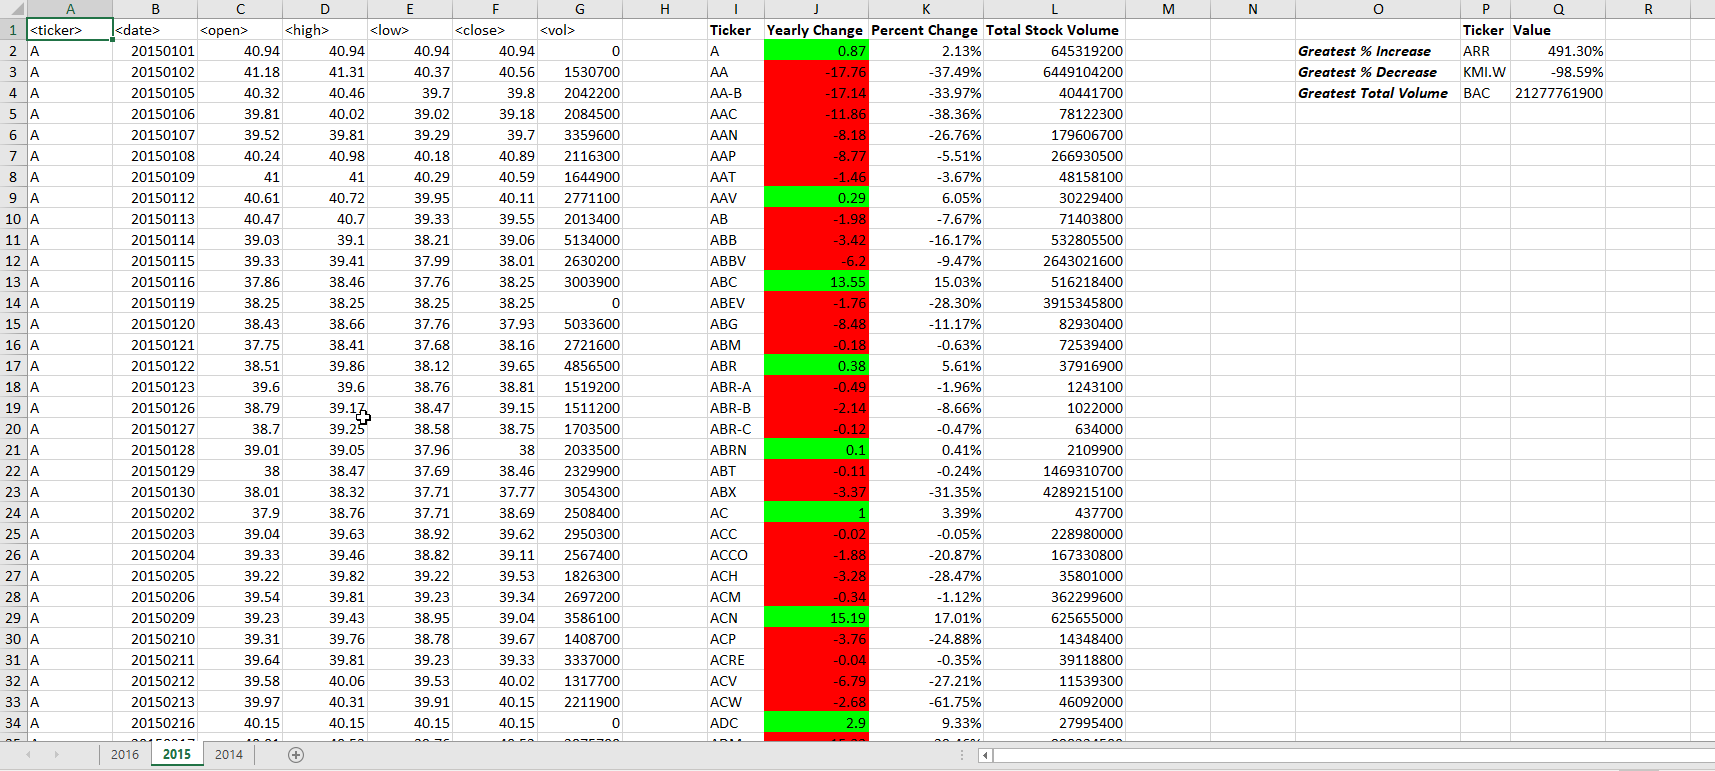 A B C D E F G H I J K L M N O P Q R
1 <ticker> <date> <open> <high> <low> <close> <vol> Ticker Yearly Change Percent Change Total Stock Volume Ticker Value
2 A 20150101 40.94 40.94 40.94 40.94 0 A 0.87 2.13% 645319200 Greatest % Increase ARR 491.30%
3 A 20150102 41.18 41.31 40.37 40.56 1530700 AA -17.76 -37.49% 6449104200 Greatest % Decrease KMI.W -98.59%
4 A 20150105 40.32 40.46 39.7 39.8 2042200 AA-B -17.14 -33.97% 40441700 Greatest Total Volume BAC 21277761900
5 A 20150106 39.81 40.02 39.02 39.18 2084500 AAC -11.86 -38.36% 78122300
6 A 20150107 39.52 39.81 39.29 39.7 3359600 AAN -8.18 -26.76% 179606700
7 A 20150108 40.24 40.98 40.18 40.89 2116300 AAP -8.77 -5.51% 266930500
8 A 20150109 41 41 40.29 40.59 1644900 AAT -1.46 -3.67% 48158100
9 A 20150112 40.61 40.72 39.95 40.11 2771100 AAV 0.29 6.05% 30229400
10 A 20150113 40.47 40.7 39.33 39.55 2013400 AB -1.98 -7.67% 71403800
11 A 20150114 39.03 39.1 38.21 39.06 5134000 ABB -3.42 -16.17% 532805500
12 A 20150115 39.33 39.41 37.99 38.01 2630200 ABBV -6.2 -9.47% 2643021600
13 A 20150116 37.86 38.46 37.76 38.25 3003900 ABC 13.55 15.03% 516218400
14 A 20150119 38.25 38.25 38.25 38.25 0 ABEV -1.76 -28.30% 3915345800
15 A 20150120 38.43 38.66 37.76 37.93 5033600 ABG -8.48 -11.17% 82930400
16 A 20150121 37.75 38.41 37.68 38.16 2721600 ABM -0.18 -0.63% 72539400
17 A 20150122 38.51 39.86 38.12 39.65 4856500 ABR 0.38 5.61% 37916900
18 A 20150123 39.6 39.6 38.76 38.81 1519200 ABR-A -0.49 -1.96% 1243100
19 A 20150126 38.79 39.17 38.47 39.15 1511200 ABR-B -2.14 -8.66% 1022000
20 A 20150127 38.7 39.25 38.58 38.75 1703500 ABR-C -0.12 -0.47% 634000
21 A 20150128 39.01 39.05 37.96 38 2033500 ABRN 0.1 0.41% 2109900
22 A 20150129 38 38.47 37.69 38.46 2329900 ABT -0.11 -0.24% 1469310700
23 A 20150130 38.01 38.32 37.71 37.77 3054300 ABX -3.37 -31.35% 4289215100
24 A 20150202 37.9 38.76 37.71 38.69 2508400 AC 1 3.39% 437700
25 A 20150203 39.04 39.63 38.92 39.62 2950300 ACC -0.02 -0.05% 228980000
26 A 20150204 39.33 39.46 38.82 39.11 2567400 ACCO -1.88 -20.87% 167330800
27 A 20150205 39.22 39.82 39.22 39.53 1826300 ACH -3.28 -28.47% 35801000
28 A 20150206 39.54 39.81 39.23 39.34 2697200 ACM -0.34 -1.12% 362299600
29 A 20150209 39.23 39.43 38.95 39.04 3586100 ACN 15.19 17.01% 625655000
30 A 20150210 39.31 39.76 38.78 39.67 1408700 ACP -3.76 -24.88% 14348400
31 A 20150211 39.64 39.81 39.23 39.33 3337000 ACRE -0.04 -0.35% 39118800
32 A 20150212 39.58 40.06 39.53 40.02 1317700 ACV -6.79 -27.21% 11539300
33 A 20150213 39.97 40.31 39.91 40.15 2211900 ACW -2.68 -61.75% 46092000
34 A 20150216 40.15 40.15 40.15 40.15 0 ADC 2.9 9.33% 27995400
2016 2015 2014